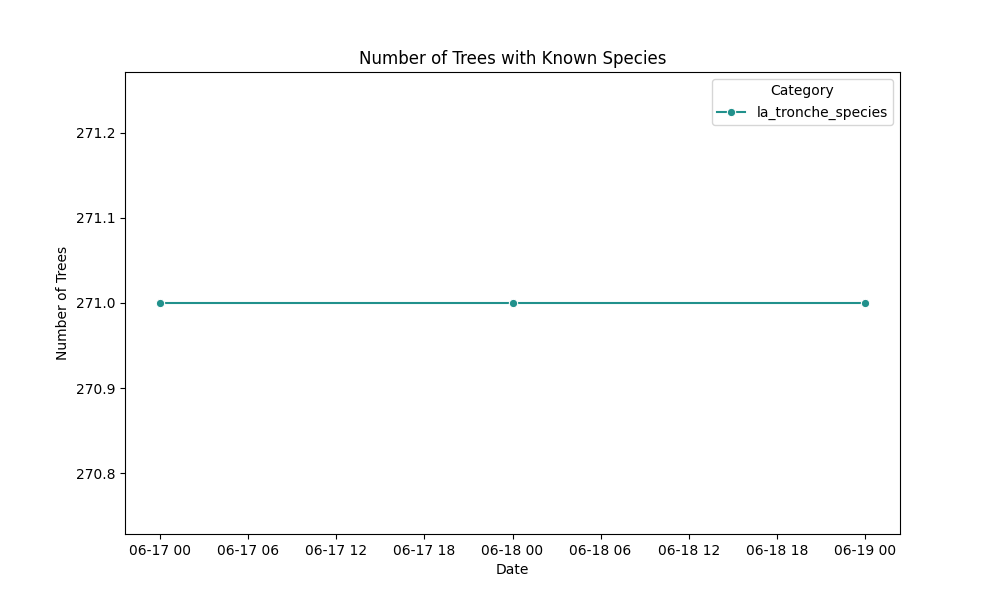 Number of Trees with Known Species
Category
la_tronche_species
271.2
271.1
271.0
270.9
270.8
Number of Trees
06-17 00
06-17 06
06-17 12
06-17 18
06-18 00
06-18 06
06-18 12
06-18 18
06-19 00
Date